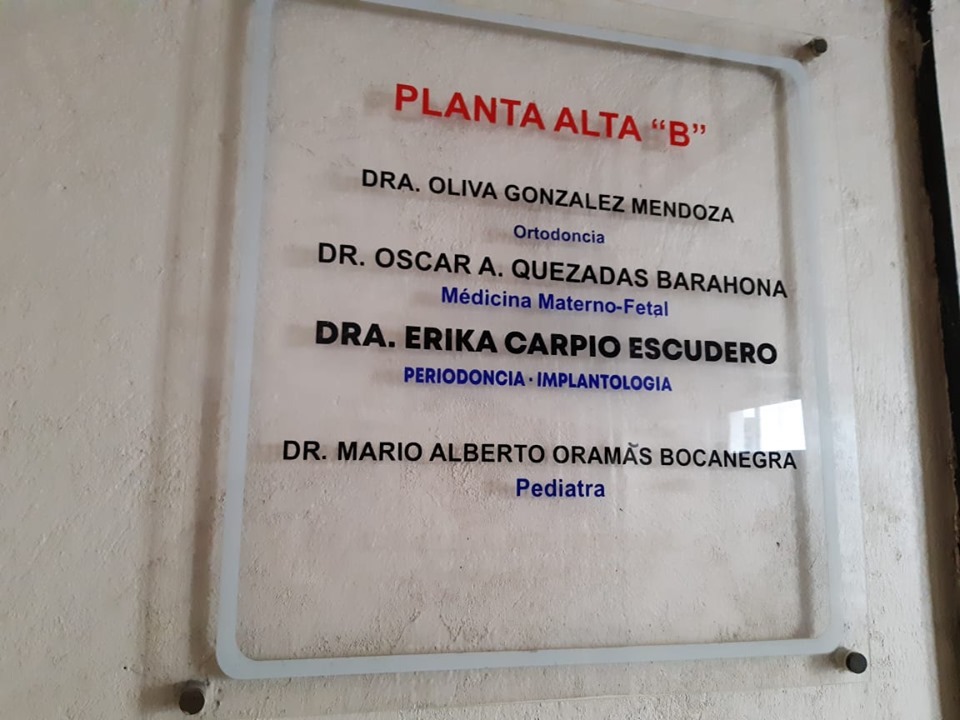 PLANTA ALTA “B”
DRA. OLIVA GONZALEZ MENDOZA
Ortodoncia
DR. OSCAR A. QUEZADAS BARAHONA
Médicina Materno-Fetal
DRA. ERIKA CARPIO ESCUDERO
PERIODONCIA · IMPLANTOLOGIA
DR. MARIO ALBERTO ORAMĂS BOCANEGRA
Pediatra